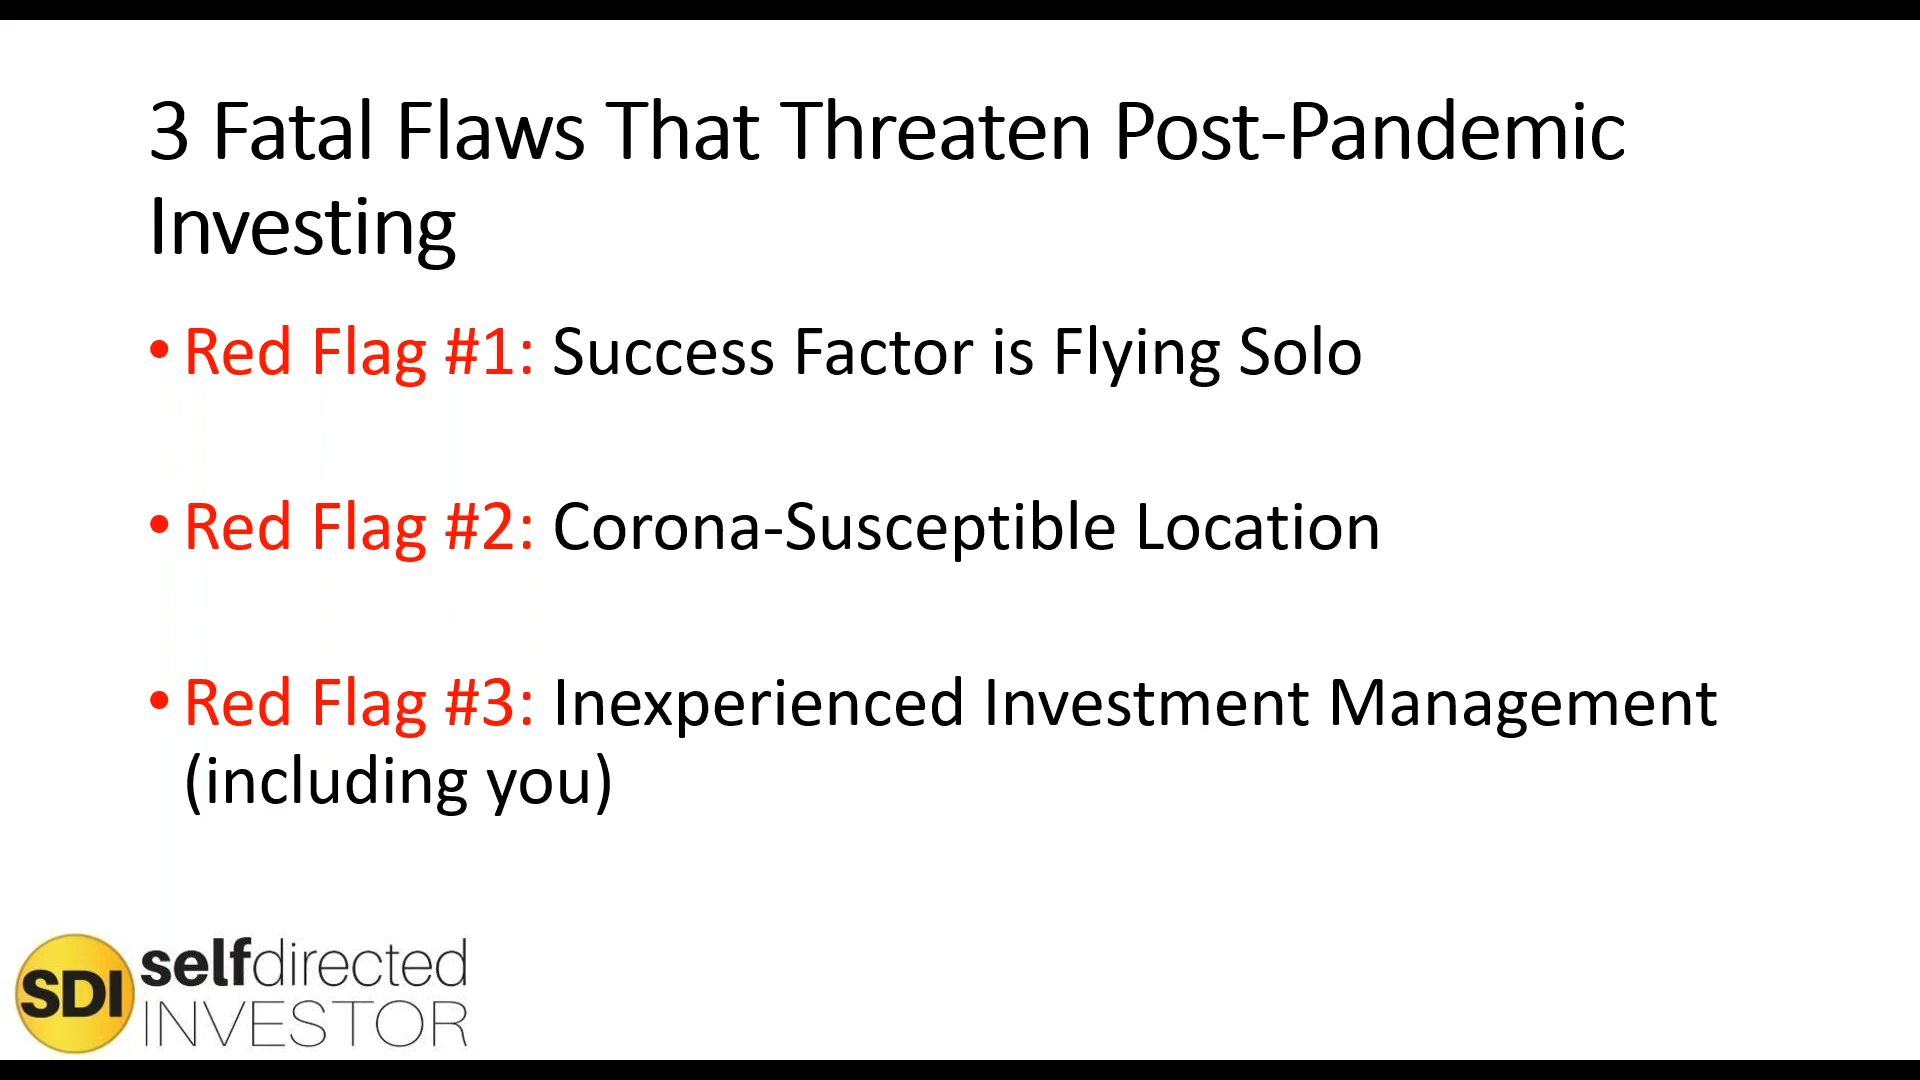 3 Fatal Flaws That Threaten Post-Pandemic
Investing
• Red Flag #1: Success Factor is Flying Solo
• Red Flag #2: Corona-Susceptible Location
• Red Flag #3: Inexperienced Investment Management
(including you)
SDI selfdirected
INVESTOR